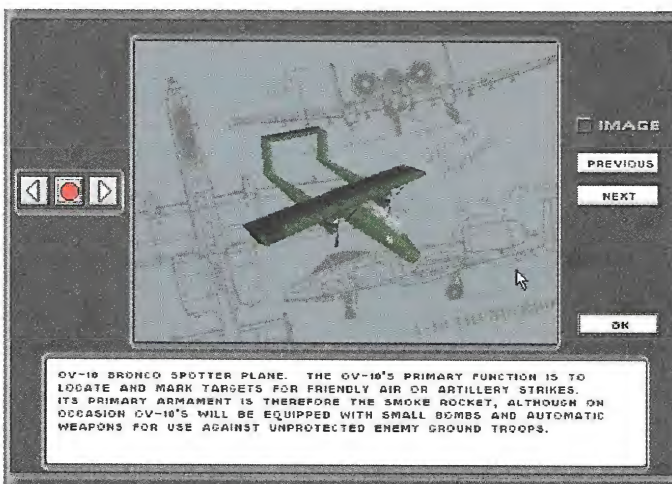 IMAGE
PREVIOUS
NEXT
OK
OV-10 BRONCO SPOTTER PLANE. THE OV-10'S PRIMARY FUNCTION IS TO
LOCATE AND MARK TARGETS FOR FRIENDLY AIR OR ARTILLERY STRIKES.
ITS PRIMARY ARMAMENT IS THEREFORE THE SMOKE ROCKET, ALTHOUGH ON
OCCASION OV-10'S WILL BE EQUIPPED WITH SMALL BOMBS AND AUTOMATIC
WEAPONS FOR USE AGAINST UNPROTECTED ENEMY GROUND TROOPS.